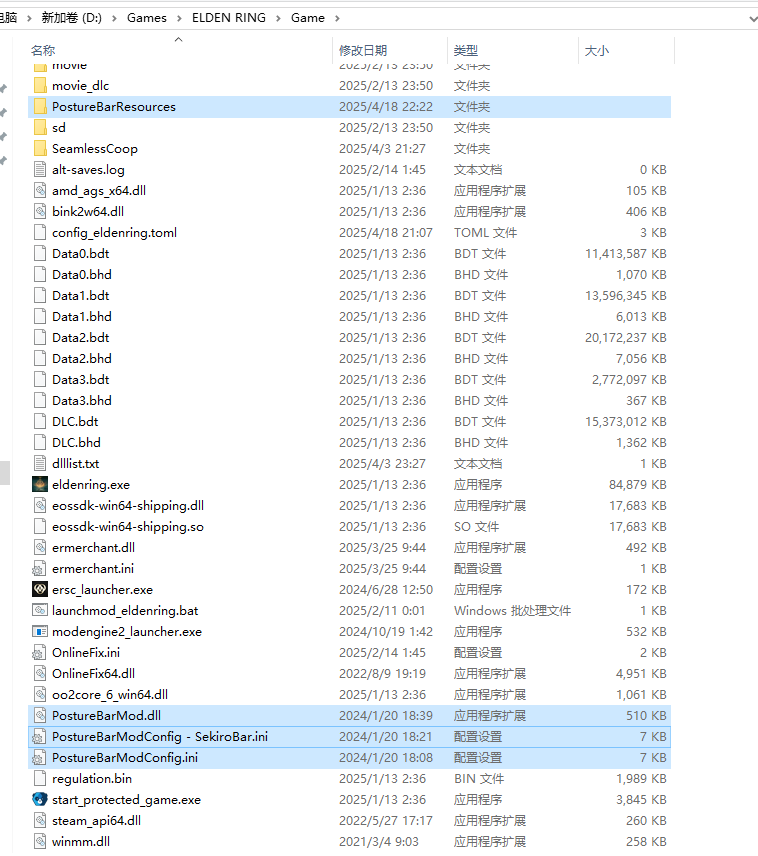 电脑 > 新加卷 (D:) > Games > ELDEN RING > Game >
名称 修改日期 类型 大小
movie 2025/2/13 23:50 文件夹
movie_dlc 2025/2/13 23:50 文件夹
PostureBarResources 2025/4/18 22:22 文件夹
sd 2025/2/13 23:50 文件夹
SeamlessCoop 2025/4/3 21:27 文件夹
alt-saves.log 2025/2/14 1:45 文本文档 0 KB
amd_ags_x64.dll 2025/1/13 2:36 应用程序扩展 105 KB
bink2w64.dll 2025/1/13 2:36 应用程序扩展 406 KB
config_eldenring.toml 2025/4/18 21:07 TOML 文件 3 KB
Data0.bdt 2025/1/13 2:36 BDT 文件 11,413,587 KB
Data0.bhd 2025/1/13 2:36 BHD 文件 1,070 KB
Data1.bdt 2025/1/13 2:36 BDT 文件 13,596,345 KB
Data1.bhd 2025/1/13 2:36 BHD 文件 6,013 KB
Data2.bdt 2025/1/13 2:36 BDT 文件 20,172,237 KB
Data2.bhd 2025/1/13 2:36 BHD 文件 7,056 KB
Data3.bdt 2025/1/13 2:36 BDT 文件 2,772,097 KB
Data3.bhd 2025/1/13 2:36 BHD 文件 367 KB
DLC.bdt 2025/1/13 2:36 BDT 文件 15,373,012 KB
DLC.bhd 2025/1/13 2:36 BHD 文件 1,362 KB
dlllist.txt 2025/4/3 23:27 文本文档 1 KB
eldenring.exe 2025/1/13 2:36 应用程序 84,879 KB
eossdk-win64-shipping.dll 2025/1/13 2:36 应用程序扩展 17,683 KB
eossdk-win64-shipping.so 2025/1/13 2:36 SO 文件 17,683 KB
ermerchant.dll 2025/3/25 9:44 应用程序扩展 492 KB
ermerchant.ini 2025/3/25 9:44 配置设置 1 KB
ersc_launcher.exe 2024/6/28 12:50 应用程序 172 KB
launchmod_eldenring.bat 2025/2/11 0:01 Windows 批处理文件 1 KB
modengine2_launcher.exe 2024/10/19 1:42 应用程序 532 KB
OnlineFix.ini 2025/2/14 1:45 配置设置 2 KB
OnlineFix64.dll 2022/8/9 19:19 应用程序扩展 4,951 KB
oo2core_6_win64.dll 2025/1/13 2:36 应用程序扩展 1,061 KB
PostureBarMod.dll 2024/1/20 18:39 应用程序扩展 510 KB
PostureBarModConfig - SekiroBar.ini 2024/1/20 18:21 配置设置 7 KB
PostureBarModConfig.ini 2024/1/20 18:08 配置设置 7 KB
regulation.bin 2025/1/13 2:36 BIN 文件 1,989 KB
start_protected_game.exe 2025/1/13 2:36 应用程序 3,845 KB
steam_api64.dll 2022/5/27 17:17 应用程序扩展 260 KB
winmm.dll 2021/3/4 9:03 应用程序扩展 258 KB